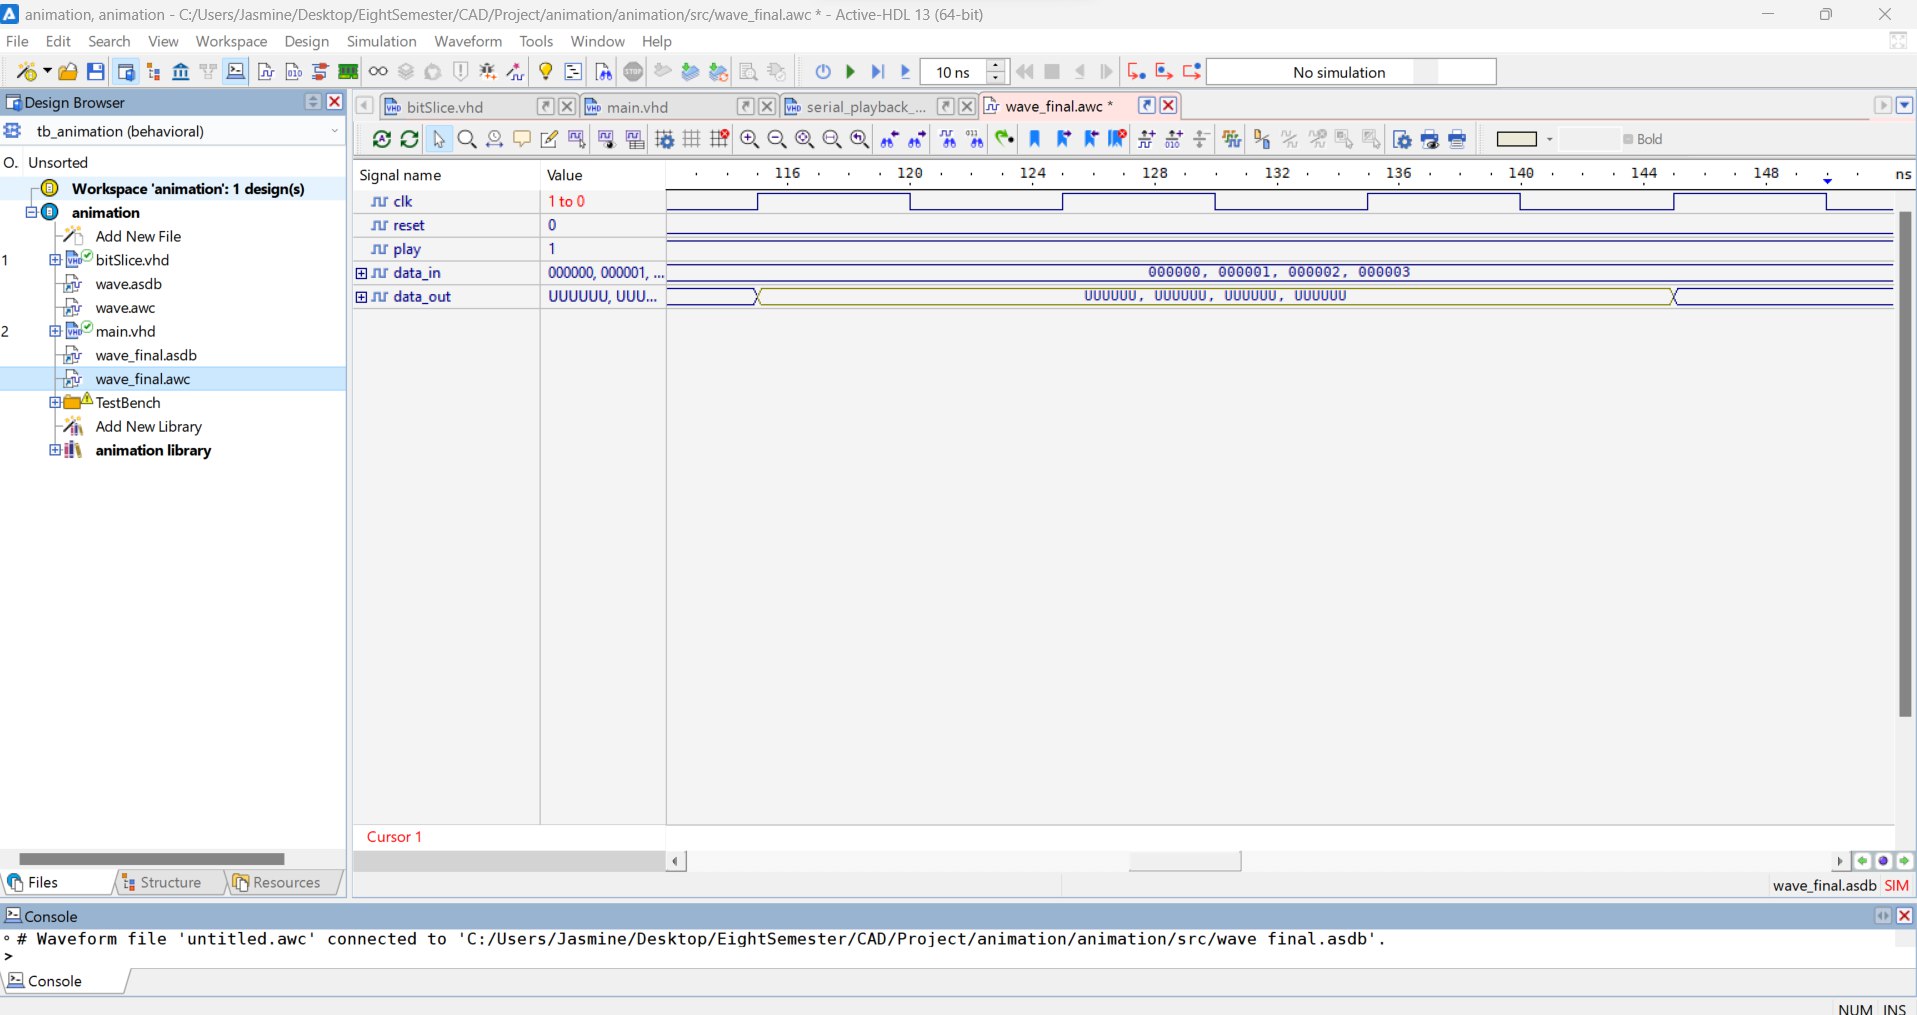 animation, animation - C:/Users/Jasmine/Desktop/EightSemester/CAD/Project/animation/animation/src/wave_final.awc * - Active-HDL 13 (64-bit)
File Edit Search View Workspace Design Simulation Waveform Tools Window Help
10 ns No simulation
Design Browser
bitSlice.vhd main.vhd serial_playback_... wave_final.awc *
tb_animation (behavioral)
Bold
O. Unsorted
Signal name Value 116 120 124 128 132 136 140 144 148 ns
Workspace 'animation': 1 design(s)
clk 1 to 0
animation
reset 0
Add New File
play 1
1 bitSlice.vhd
data_in 000000, 000001, ... 000000, 000001, 000002, 000003
wave.asdb
data_out UUUUUU, UUU... UUUUUU, UUUUUU, UUUUUU, UUUUUU
wave.awc
2 main.vhd
wave_final.asdb
wave_final.awc
TestBench
Add New Library
animation library
Cursor 1
Files Structure Resources
wave_final.asdb SIM
Console
# Waveform file 'untitled.awc' connected to 'C:/Users/Jasmine/Desktop/EightSemester/CAD/Project/animation/animation/src/wave_final.asdb'.
>
Console
NUM INS